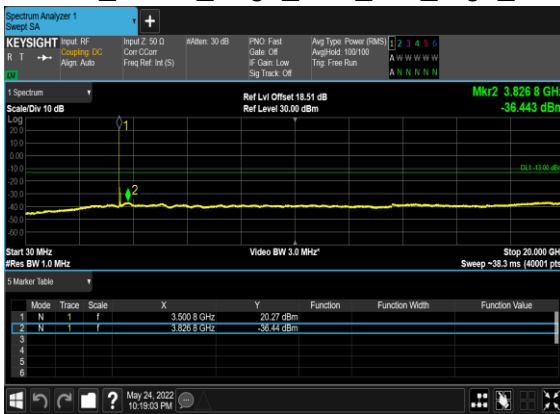 Spectrum Analyzer 1
Swept SA
+
KEYSIGHT Input: RF Input Z: 50 Ω #Atten: 30 dB PNO: Fast Avg Type: Power (RMS) 1 2 3 4 5 6
R T Coupling: DC Corr CCorr Gate: Off Avg|Hold: 100/100 A W W W W W
Align: Auto Freq Ref: Int (S) IF Gain: Low Trig: Free Run
Sig Track: Off A N N N N N
LV
1 Spectrum
Scale/Div 10 dB Ref Lvl Offset 18.51 dB Ref Level 30.00 dBm Mkr2 3.826 8 GHz -36.443 dBm
Log
20.0
10.0
0.00
-10.0
DL1 -13.00 dBm
-20.0
-30.0
-40.0
-50.0
-60.0
1
2
Start 30 MHz Video BW 3.0 MHz* Stop 20.000 GH
#Res BW 1.0 MHz Sweep ~38.3 ms (40001 pts
5 Marker Table
Mode Trace Scale X Y Function Function Width Function Value
1 N 1 f 3.500 8 GHz 20.27 dBm
2 N 1 f 3.826 8 GHz -36.44 dBm
3
4
5
6
? May 24, 2022
10:19:03 PM